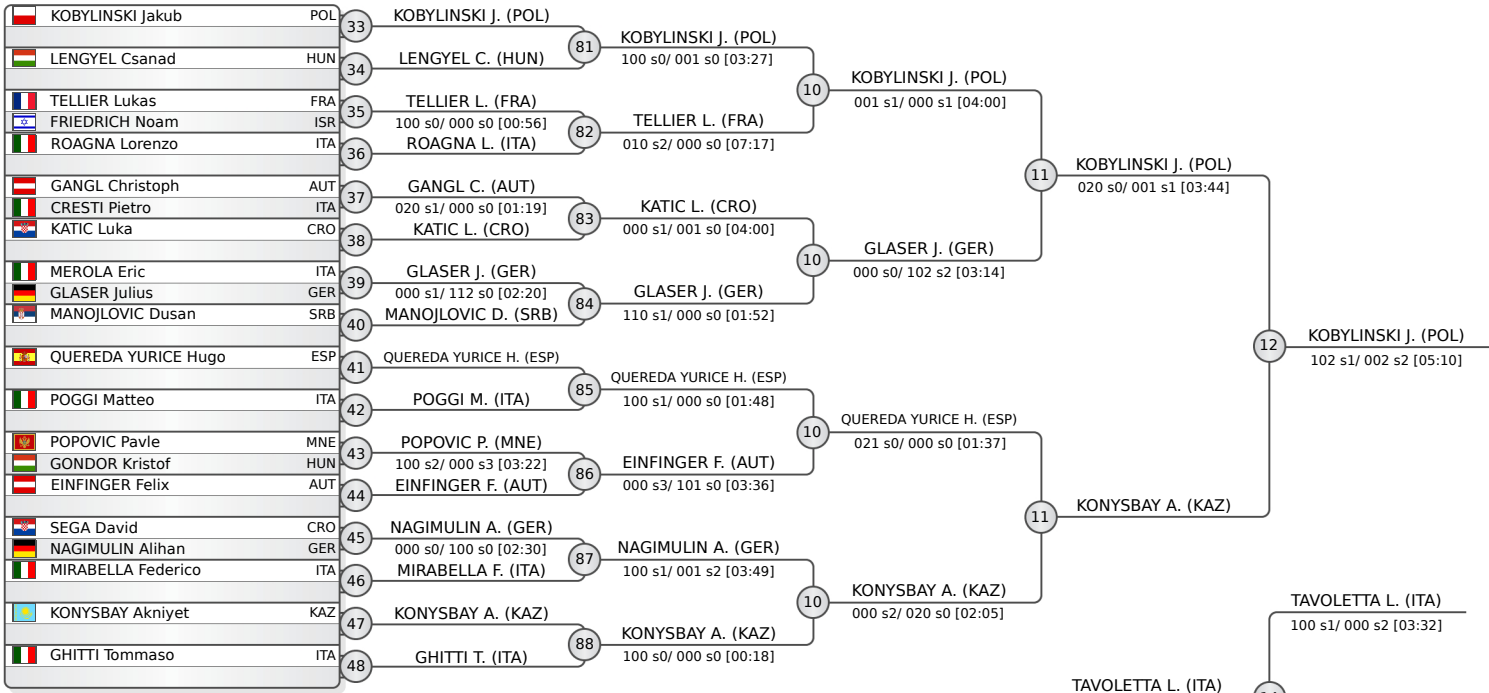 KOBYLINSKI Jakub POL
LENGYEL Csanad HUN
TELLIER Lukas FRA
FRIEDRICH Noam ISR
ROAGNA Lorenzo ITA
GANGL Christoph AUT
CRESTI Pietro ITA
KATIC Luka CRO
MEROLA Eric ITA
GLASER Julius GER
MANOJLOVIC Dusan SRB
QUEREDA YURICE Hugo ESP
POGGI Matteo ITA
POPOVIC Pavle MNE
GONDOR Kristof HUN
EINFINGER Felix AUT
SEGA David CRO
NAGIMULIN Alihan GER
MIRABELLA Federico ITA
KONYSBAY Akniyet KAZ
GHITTI Tommaso ITA
33
34
35
36
37
38
39
40
41
42
43
44
45
46
47
48
KOBYLINSKI J. (POL)
LENGYEL C. (HUN)
TELLIER L. (FRA)
100 s0/ 000 s0 [00:56]
ROAGNA L. (ITA)
GANGL C. (AUT)
020 s1/ 000 s0 [01:19]
KATIC L. (CRO)
GLASER J. (GER)
000 s1/ 112 s0 [02:20]
MANOJLOVIC D. (SRB)
QUEREDA YURICE H. (ESP)
POGGI M. (ITA)
POPOVIC P. (MNE)
100 s2/ 000 s3 [03:22]
EINFINGER F. (AUT)
NAGIMULIN A. (GER)
000 s0/ 100 s0 [02:30]
MIRABELLA F. (ITA)
KONYSBAY A. (KAZ)
GHITTI T. (ITA)
81
82
83
84
85
86
87
88
KOBYLINSKI J. (POL)
100 s0/ 001 s0 [03:27]
TELLIER L. (FRA)
010 s2/ 000 s0 [07:17]
KATIC L. (CRO)
000 s1/ 001 s0 [04:00]
GLASER J. (GER)
110 s1/ 000 s0 [01:52]
QUEREDA YURICE H. (ESP)
100 s1/ 000 s0 [01:48]
EINFINGER F. (AUT)
000 s3/ 101 s0 [03:36]
NAGIMULIN A. (GER)
100 s1/ 001 s2 [03:49]
KONYSBAY A. (KAZ)
100 s0/ 000 s0 [00:18]
10
10
10
10
KOBYLINSKI J. (POL)
001 s1/ 000 s1 [04:00]
GLASER J. (GER)
000 s0/ 102 s2 [03:14]
QUEREDA YURICE H. (ESP)
021 s0/ 000 s0 [01:37]
KONYSBAY A. (KAZ)
000 s2/ 020 s0 [02:05]
11
11
KOBYLINSKI J. (POL)
020 s0/ 001 s1 [03:44]
KONYSBAY A. (KAZ)
12
KOBYLINSKI J. (POL)
102 s1/ 002 s2 [05:10]
TAVOLETTA L. (ITA)
100 s1/ 000 s2 [03:32]
TAVOLETTA L. (ITA)